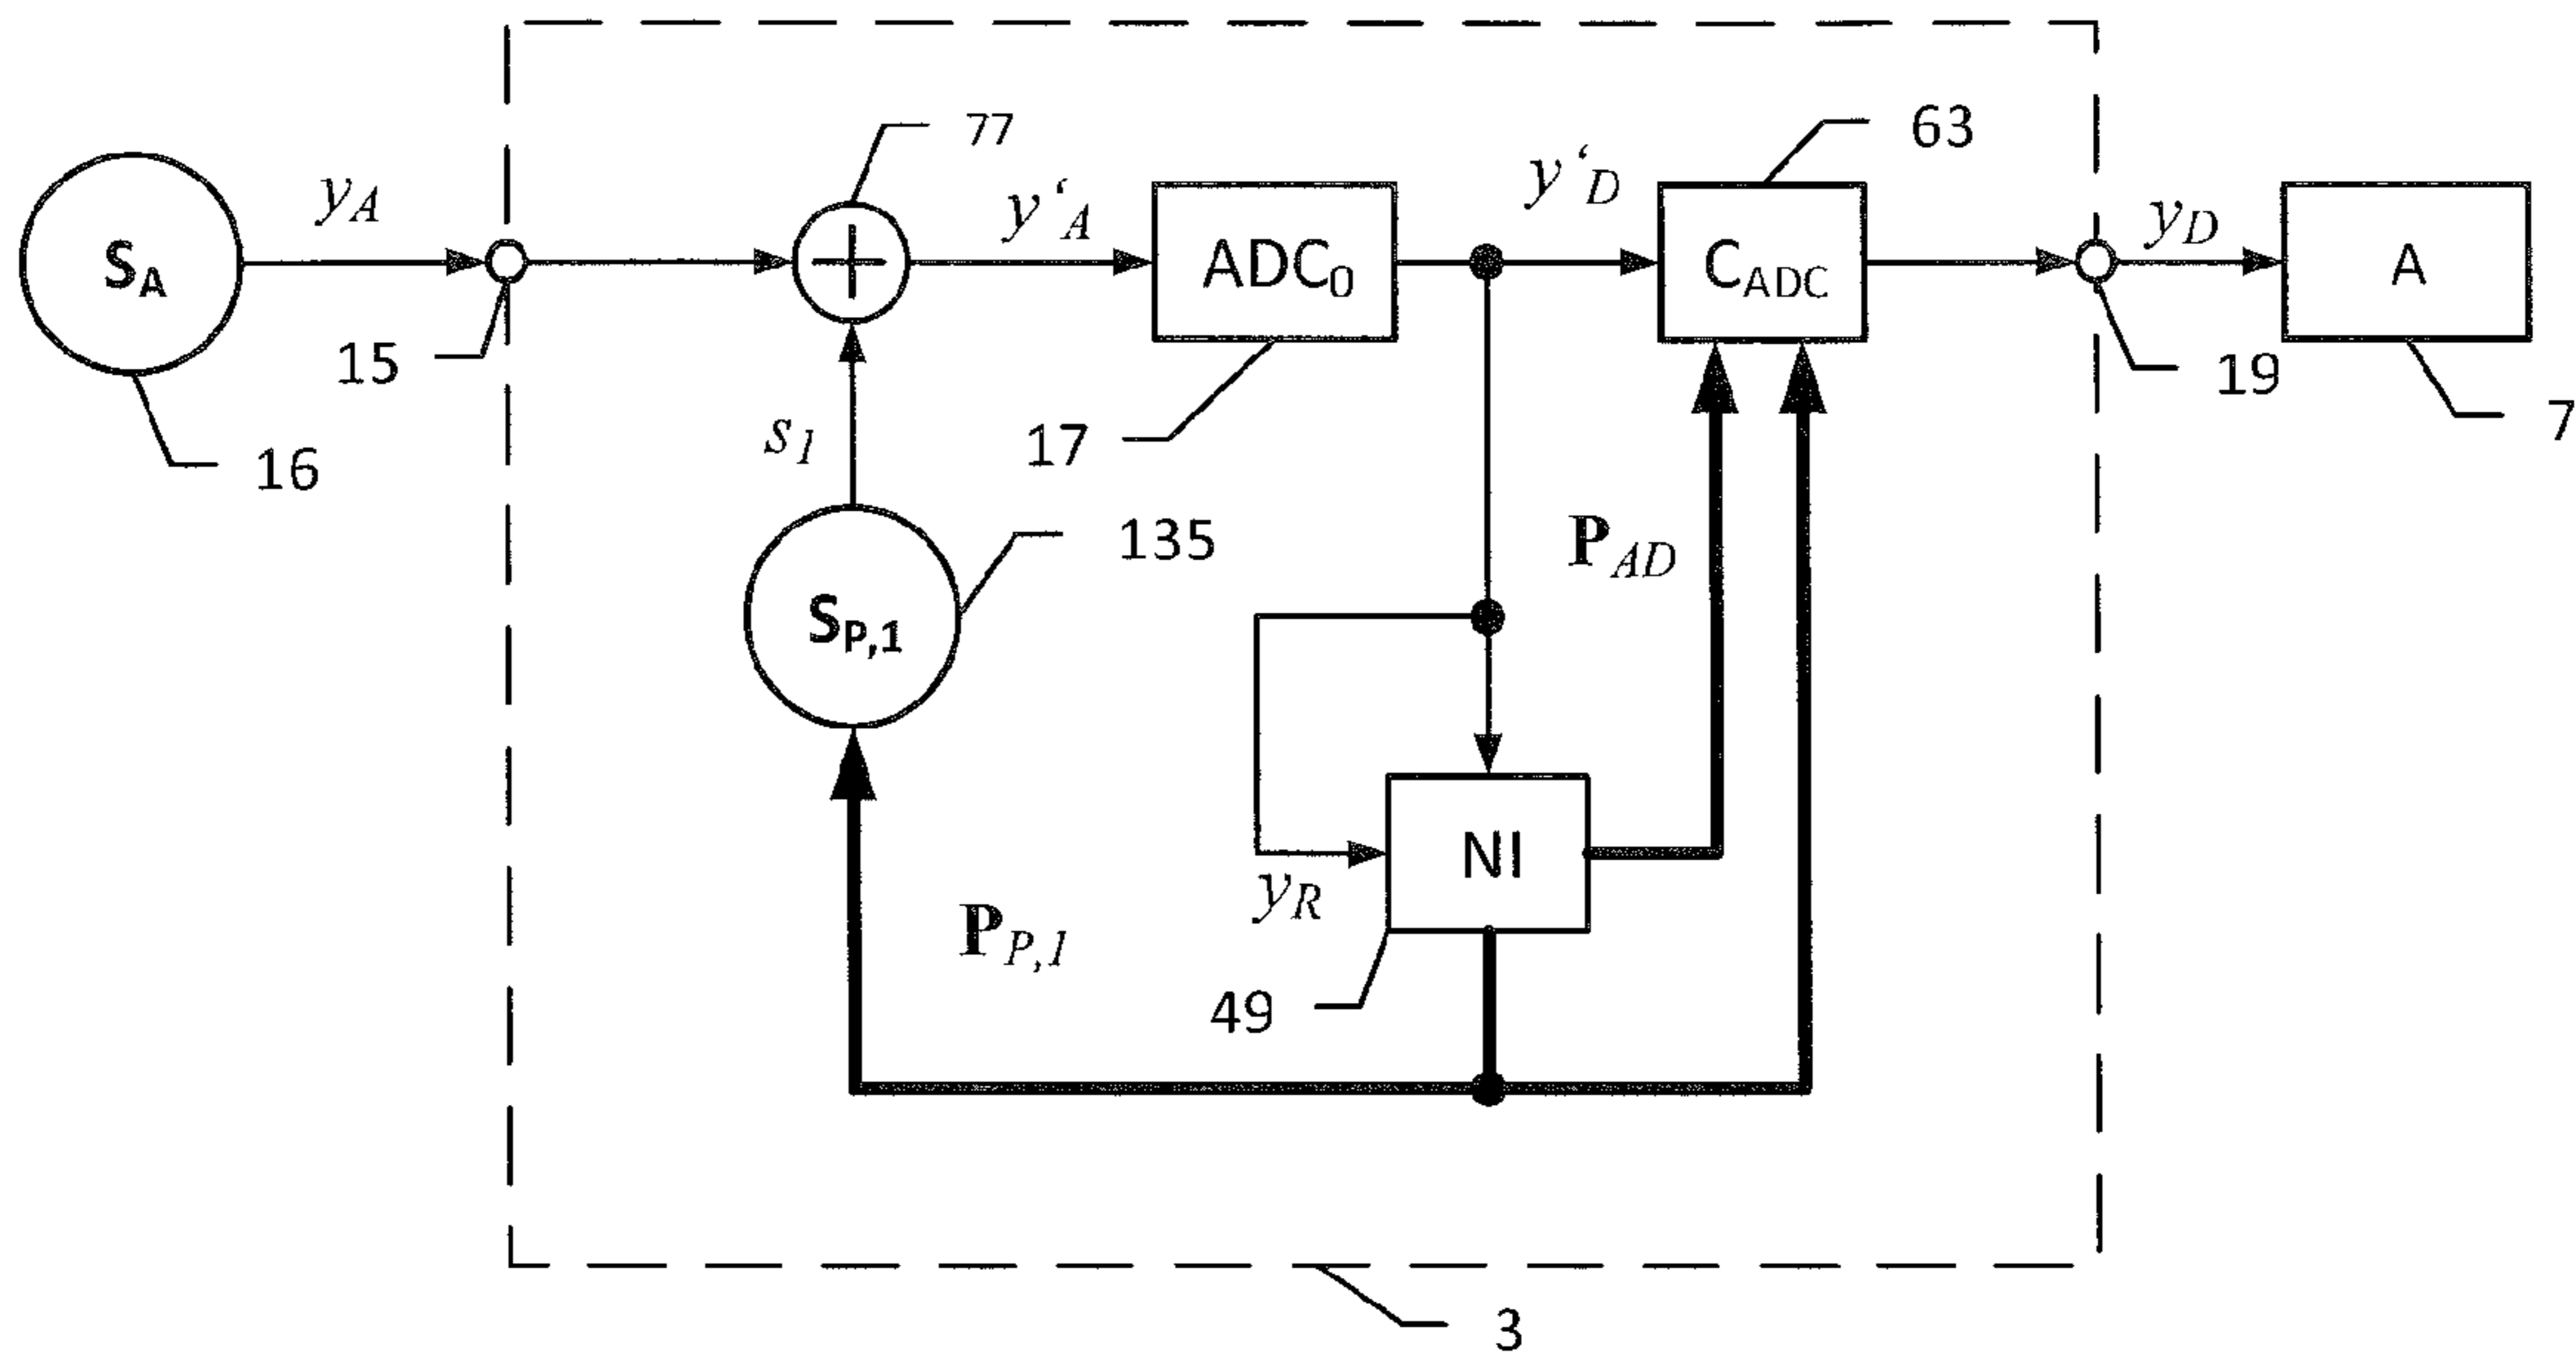 77
63
y_A
y‘_A
y‘_D
y_D
S_A
+
ADC_0
C_ADC
A
15
19
7
16
s_1
17
135
P_AD
S_P,1
NI
y_R
P_P,1
49
3